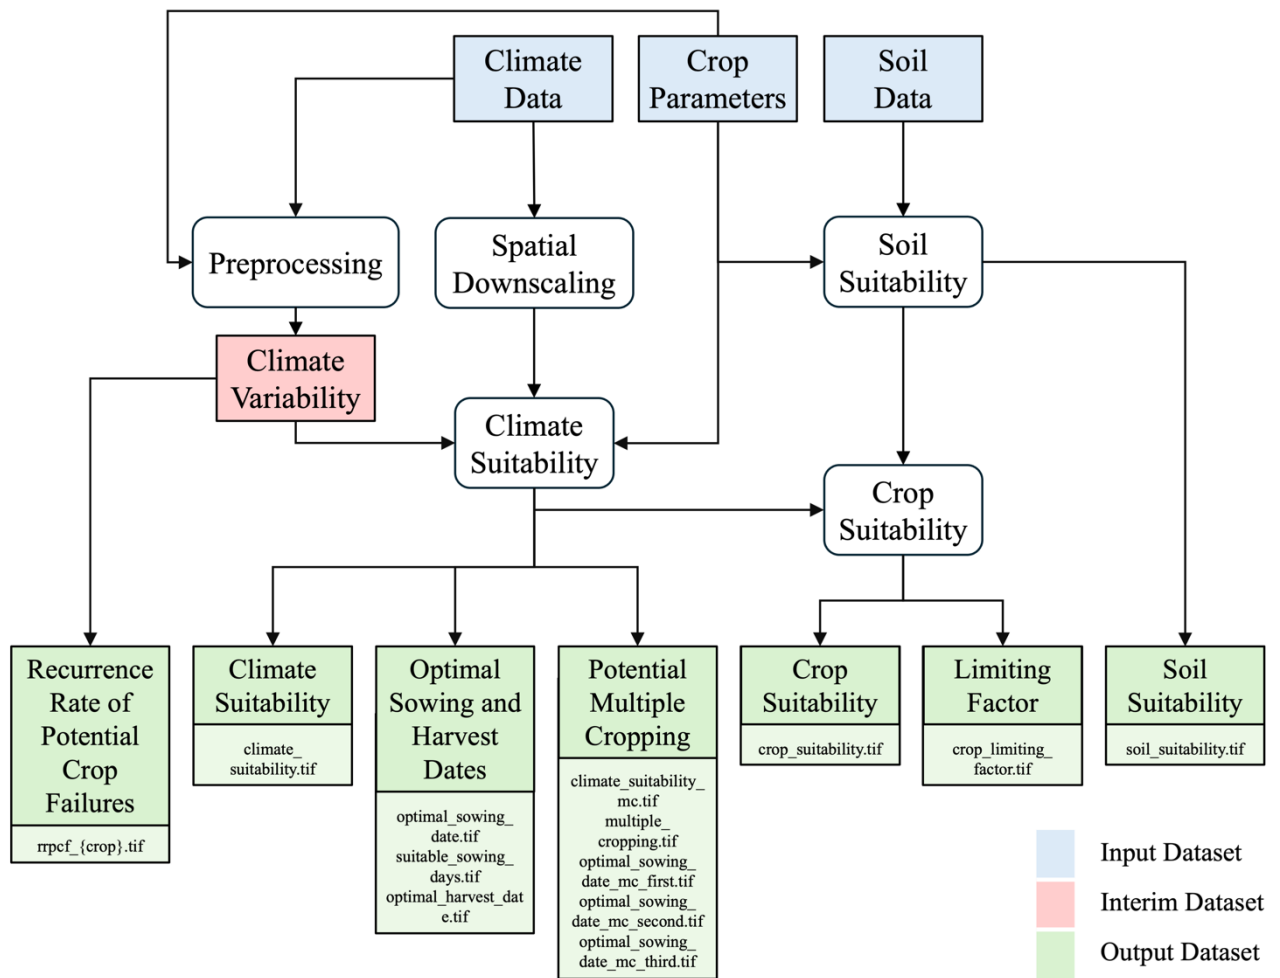 Climate
Data
Crop
Parameters
Soil
Data
Preprocessing
Spatial
Downscaling
Soil
Suitability
Climate
Variability
Climate
Suitability
Crop
Suitability
Recurrence
Rate of
Potential
Crop
Failures
rrpcf_{crop}.tif
Climate
Suitability
climate_
suitability.tif
Optimal
Sowing and
Harvest
Dates
optimal_sowing_
date.tif
suitable_sowing_
days.tif
optimal_harvest_dat
e.tif
Potential
Multiple
Cropping
climate_suitability_
mc.tif
multiple_
cropping.tif
optimal_sowing_
date_mc_first.tif
optimal_sowing_
date_mc_second.tif
optimal_sowing_
date_mc_third.tif
Crop
Suitability
crop_suitability.tif
Limiting
Factor
crop_limiting_
factor.tif
Soil
Suitability
soil_suitability.tif
Input Dataset
Interim Dataset
Output Dataset